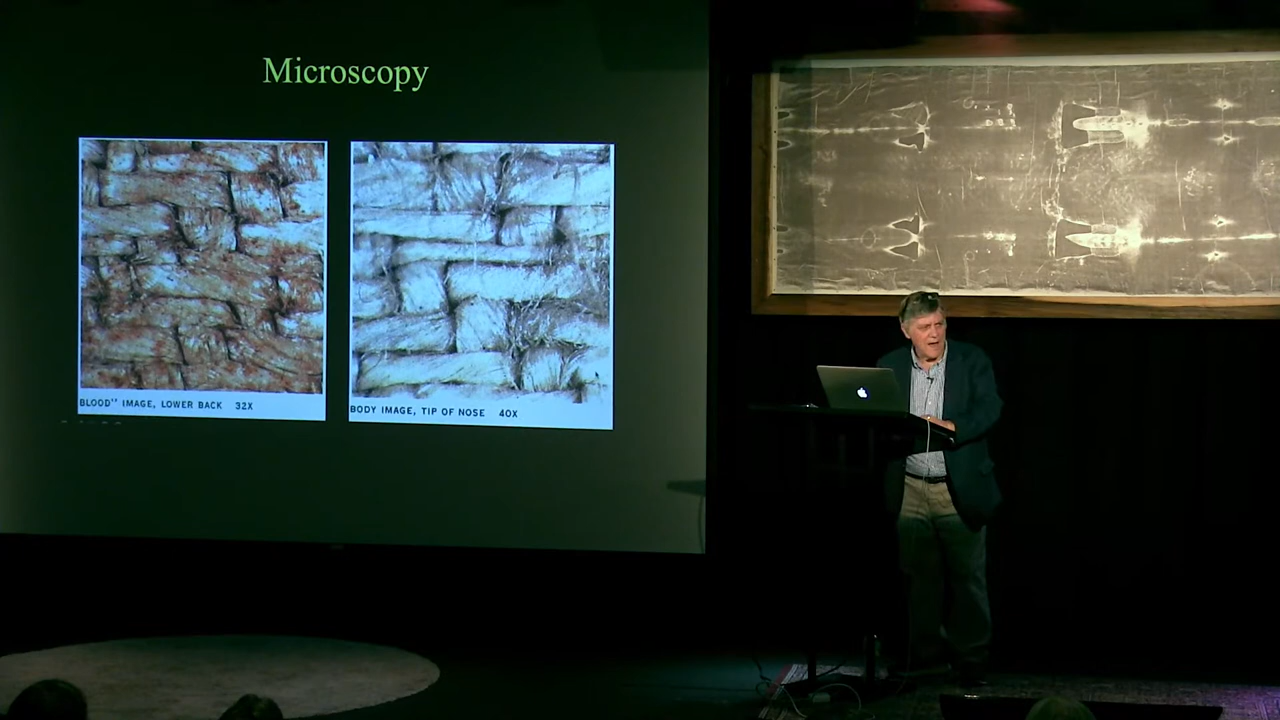 Microscopy
BLOOD" IMAGE, LOWER BACK 32X
BODY IMAGE, TIP OF NOSE 40X